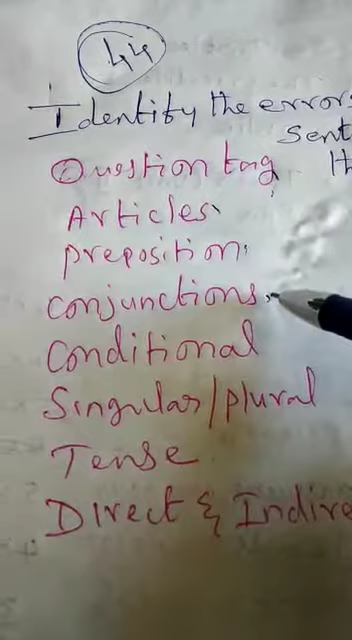 44
Identify the errors
Sent
Question tag,
Articles,
preposition,
conjunctions,
Conditional
Singular/plural
Tense.
Direct & Indire